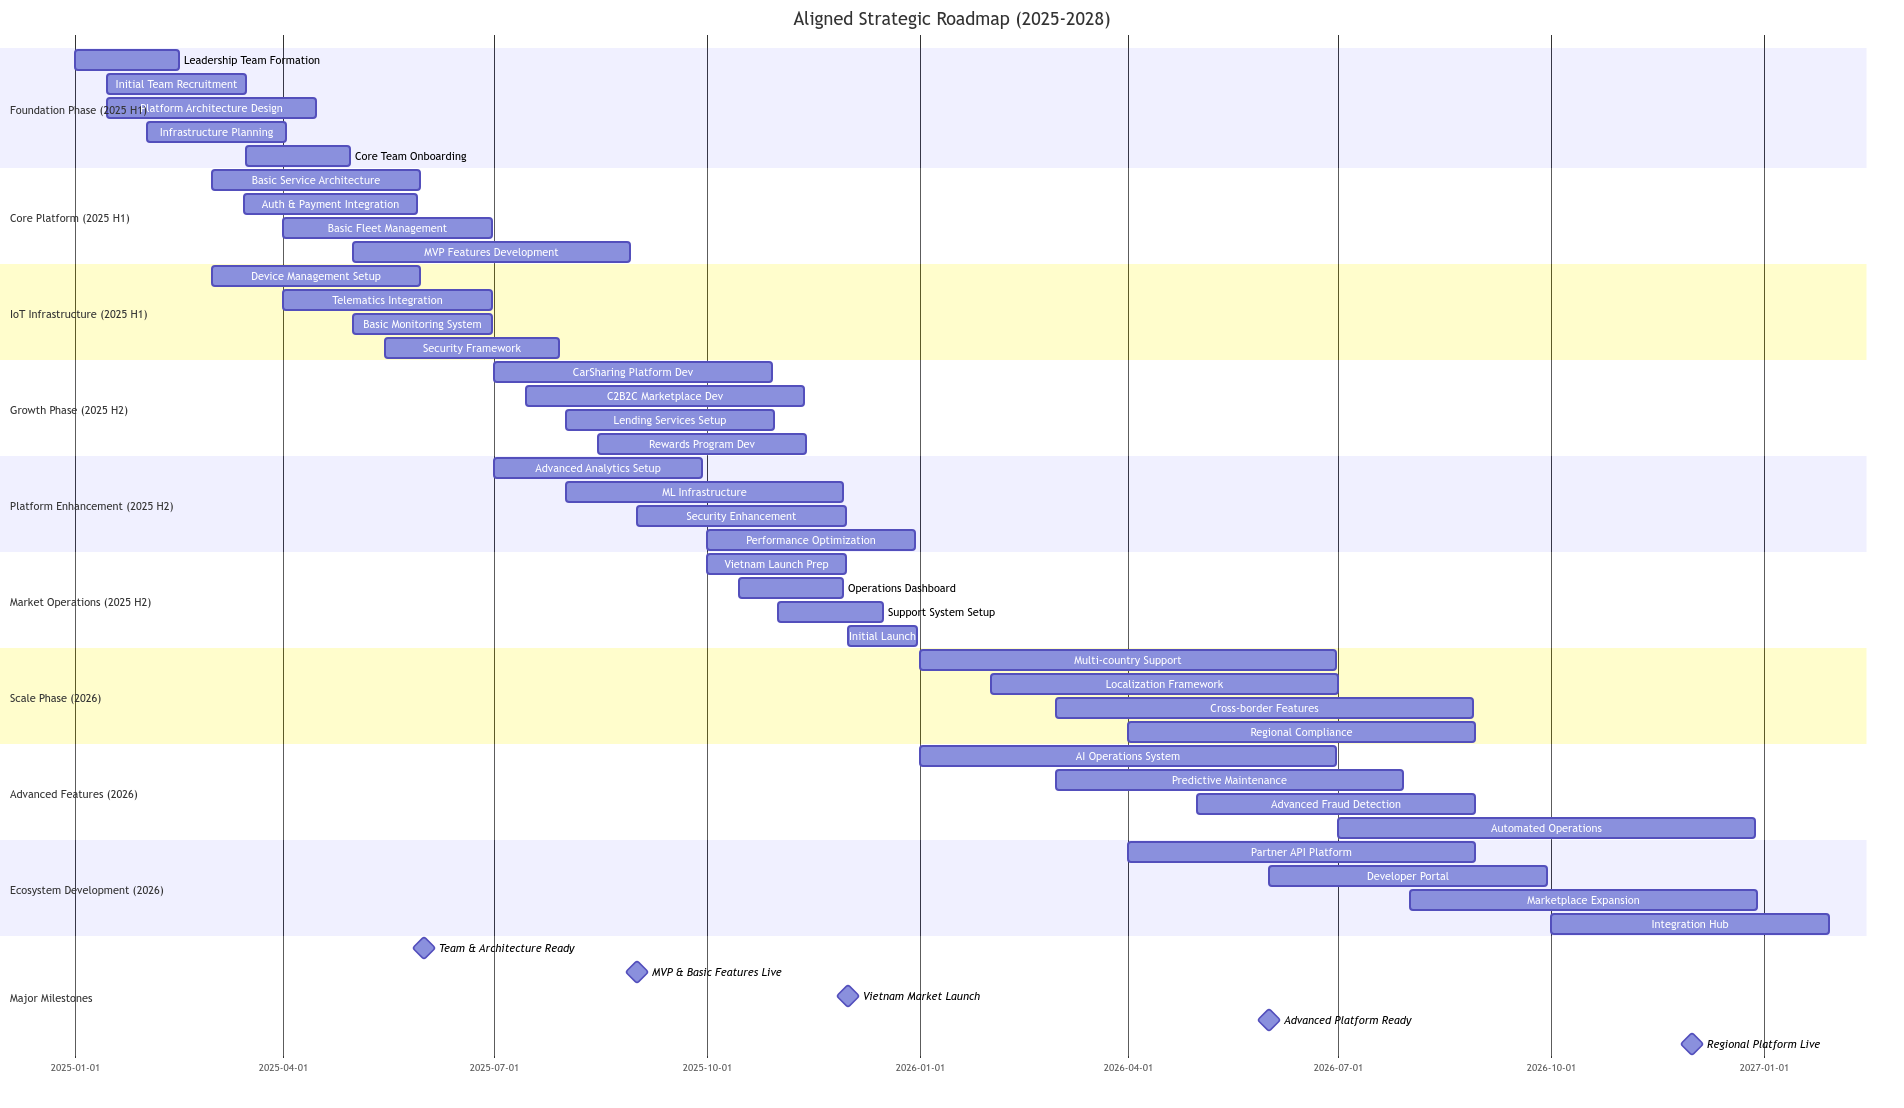 Aligned Strategic Roadmap (2025-2028)
Foundation Phase (2025 H1)
Leadership Team Formation
Initial Team Recruitment
Platform Architecture Design
Infrastructure Planning
Core Team Onboarding
Core Platform (2025 H1)
Basic Service Architecture
Auth & Payment Integration
Basic Fleet Management
MVP Features Development
IoT Infrastructure (2025 H1)
Device Management Setup
Telematics Integration
Basic Monitoring System
Security Framework
Growth Phase (2025 H2)
CarSharing Platform Dev
C2B2C Marketplace Dev
Lending Services Setup
Rewards Program Dev
Platform Enhancement (2025 H2)
Advanced Analytics Setup
ML Infrastructure
Security Enhancement
Performance Optimization
Market Operations (2025 H2)
Vietnam Launch Prep
Operations Dashboard
Support System Setup
Initial Launch
Scale Phase (2026)
Multi-country Support
Localization Framework
Cross-border Features
Regional Compliance
Advanced Features (2026)
AI Operations System
Predictive Maintenance
Advanced Fraud Detection
Automated Operations
Ecosystem Development (2026)
Partner API Platform
Developer Portal
Marketplace Expansion
Integration Hub
Major Milestones
Team & Architecture Ready
MVP & Basic Features Live
Vietnam Market Launch
Advanced Platform Ready
Regional Platform Live
2025-01-01
2025-04-01
2025-07-01
2025-10-01
2026-01-01
2026-04-01
2026-07-01
2026-10-01
2027-01-01